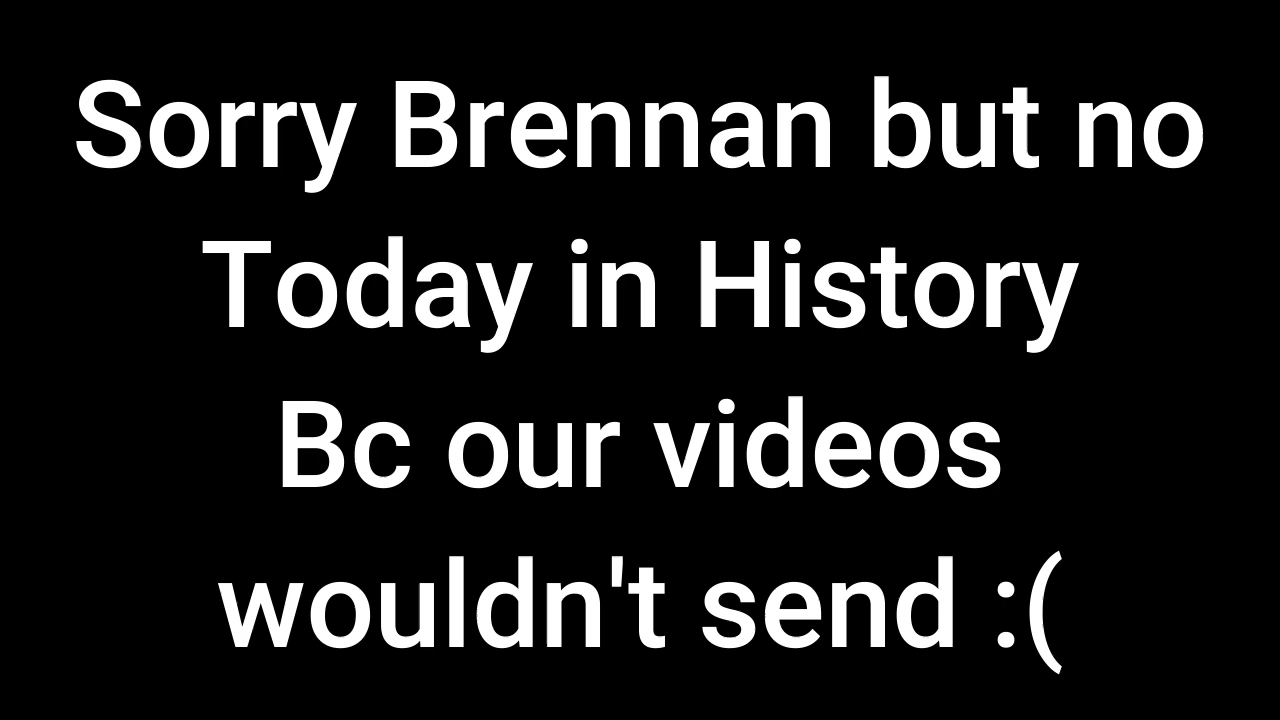 Sorry Brennan but no
Today in History
Bc our videos
wouldn't send :(